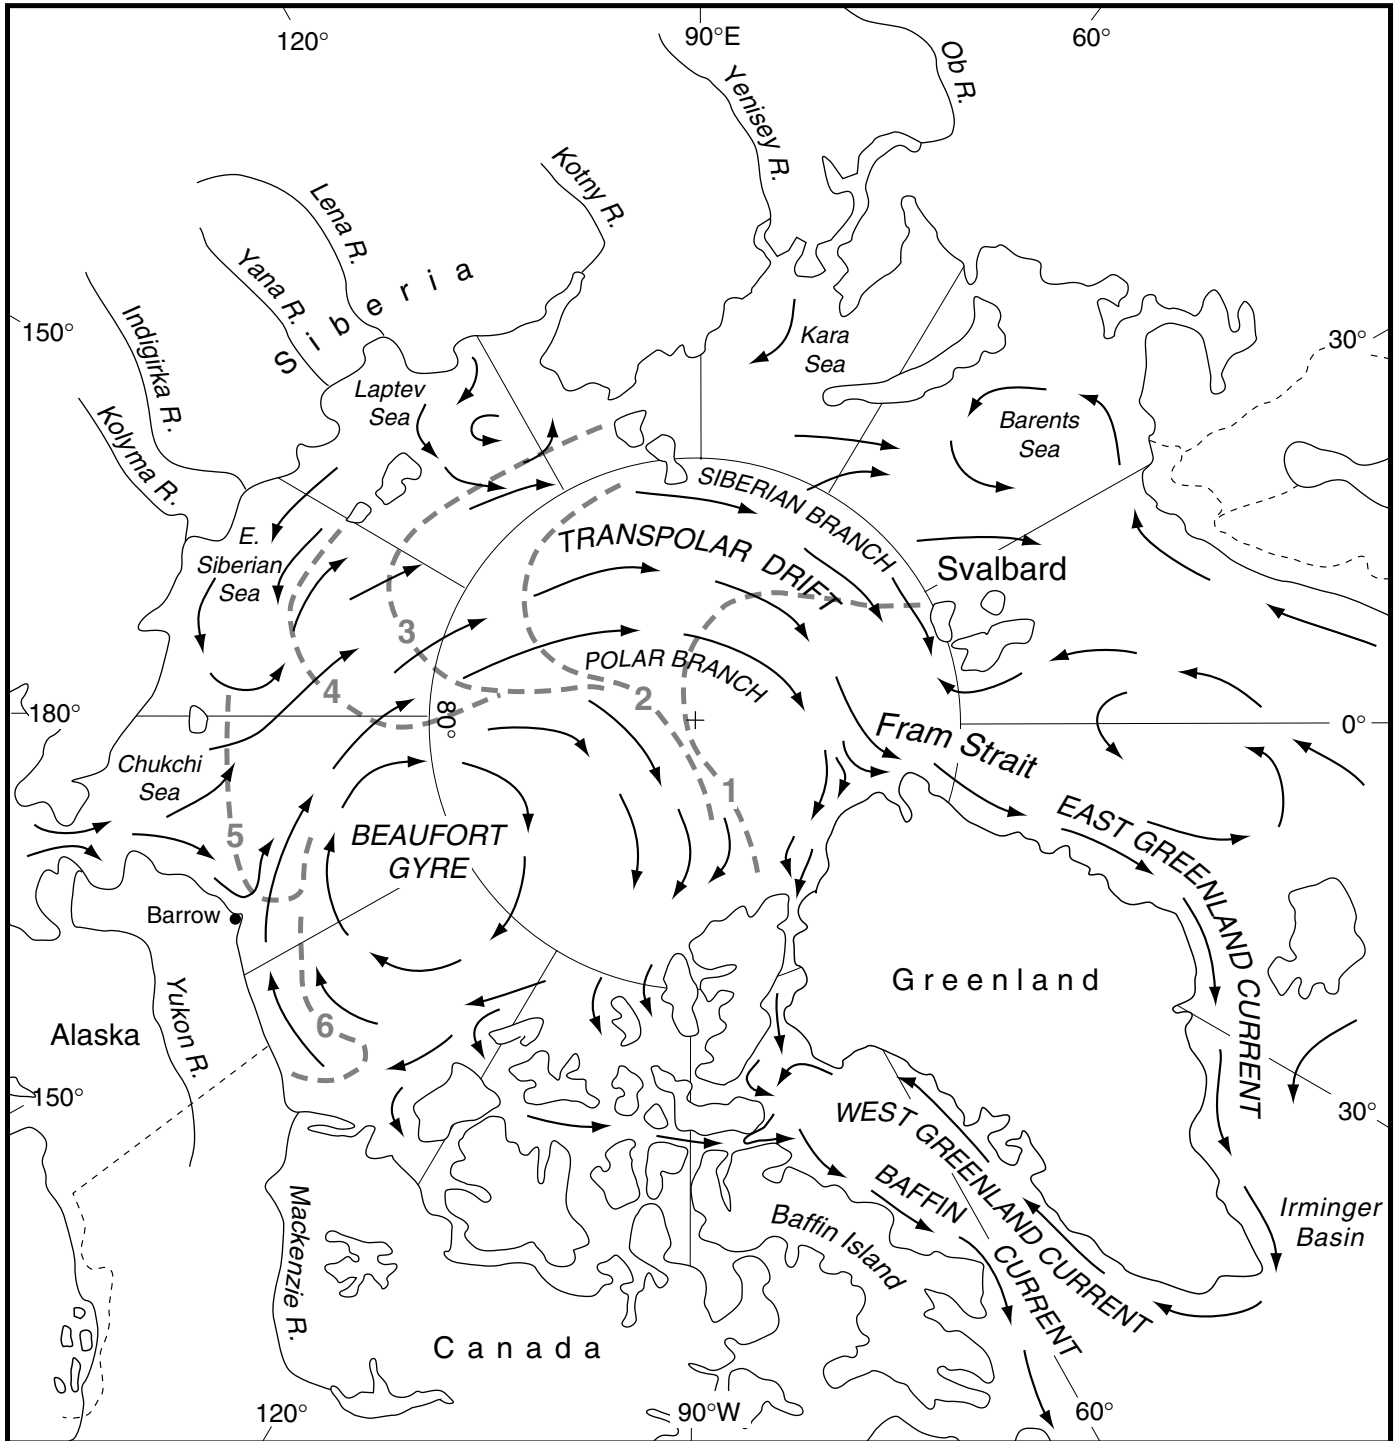 120°
90°E
60°
Ob R.
Yenisey R.
Kotny R.
Lena R.
Yana R.
Siberia
Indigirka R.
Kolyma R.
150°
30°
Kara
Sea
Laptev
Sea
Barents
Sea
SIBERIAN BRANCH
E.
Siberian
Sea
TRANSPOLAR DRIFT
Svalbard
3
POLAR BRANCH
4
2
180°
80°
0°
Fram Strait
Chukchi
Sea
1
5
BEAUFORT
GYRE
EAST GREENLAND CURRENT
Barrow
Greenland
Yukon R.
Alaska
6
150°
30°
WEST GREENLAND CURRENT
BAFFIN CURRENT
Baffin Island
Mackenzie R.
Irminger
Basin
Canada
120°
90°W
60°